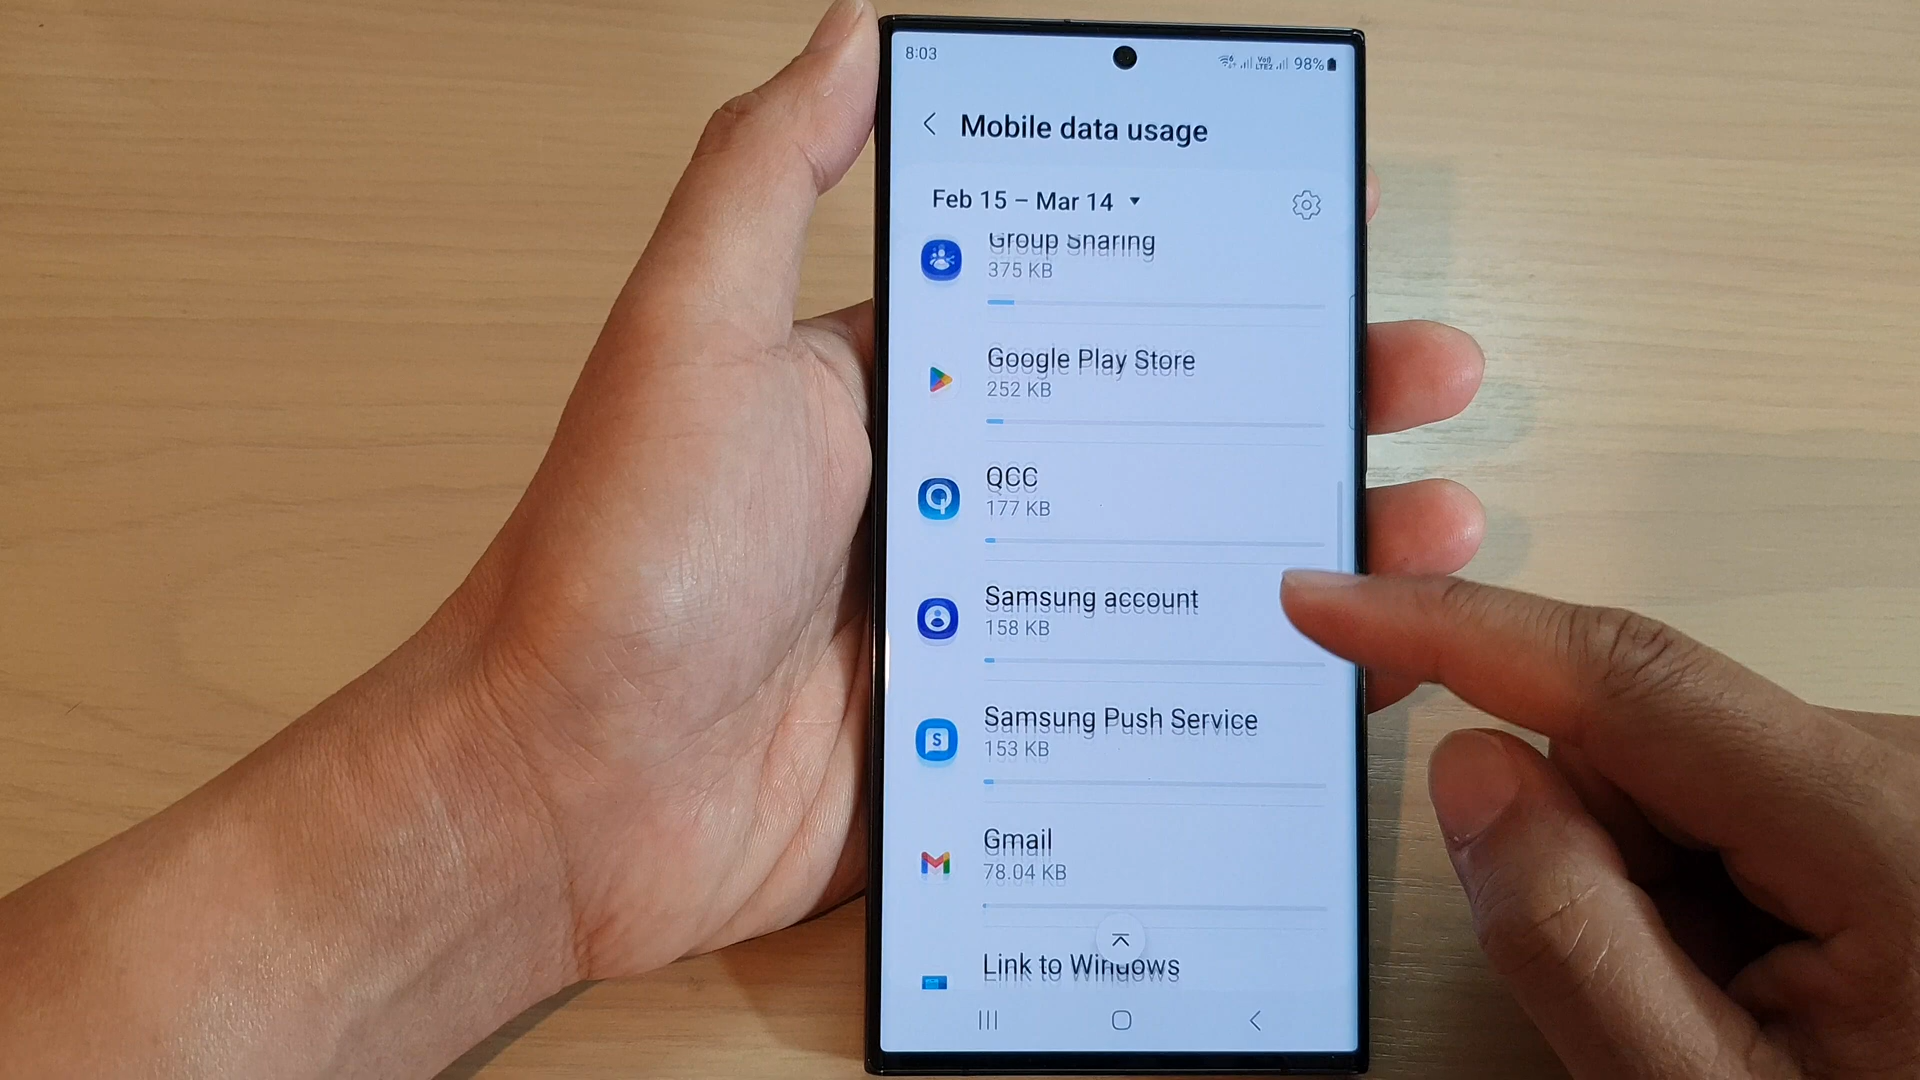 8:03
Vo) LTE2 98%
Mobile data usage
Feb 15 – Mar 14
Group Sharing
375 KB
Google Play Store
252 KB
QCC
177 KB
Samsung account
158 KB
S
Samsung Push Service
153 KB
Gmail
78.04 KB
Link to Windows